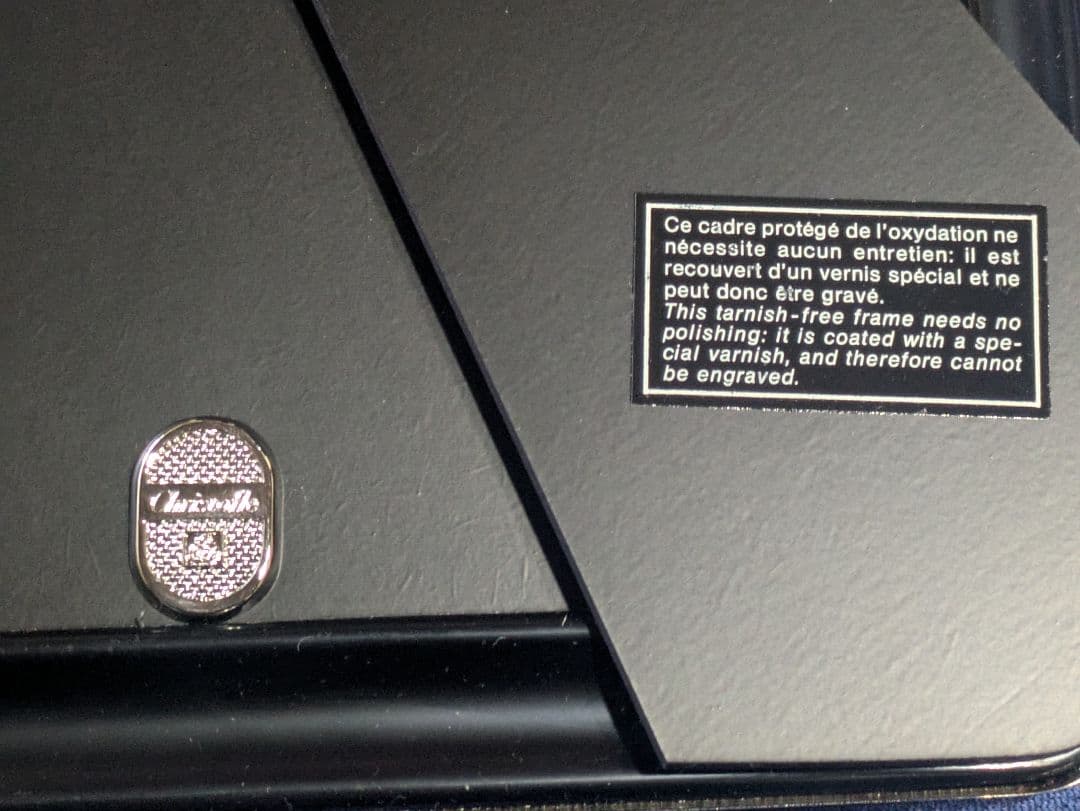 Ce cadre protégé de l'oxydation ne
nécessite aucun entretien: il est
recouvert d'un vernis spécial et ne
peut donc être gravé.
This tarnish-free frame needs no
polishing: it is coated with a spe-
cial varnish, and therefore cannot
be engraved.
Christofle